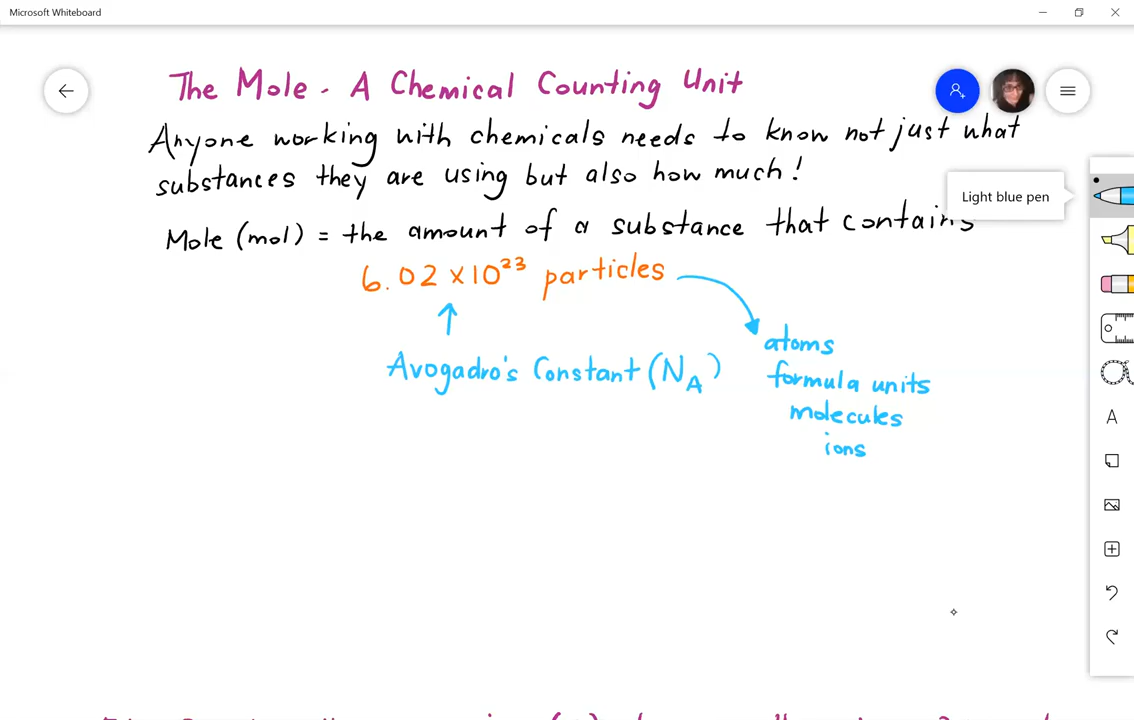 Microsoft Whiteboard
The Mole - A Chemical Counting Unit
Anyone working with chemicals needs to know not just what
substances they are using but also how much!
Light blue pen
Mole (mol) = the amount of a substance that contains
6.02 × 10²³ particles
atoms
Avogadro's Constant (N_A)
formula units
molecules
ions
A